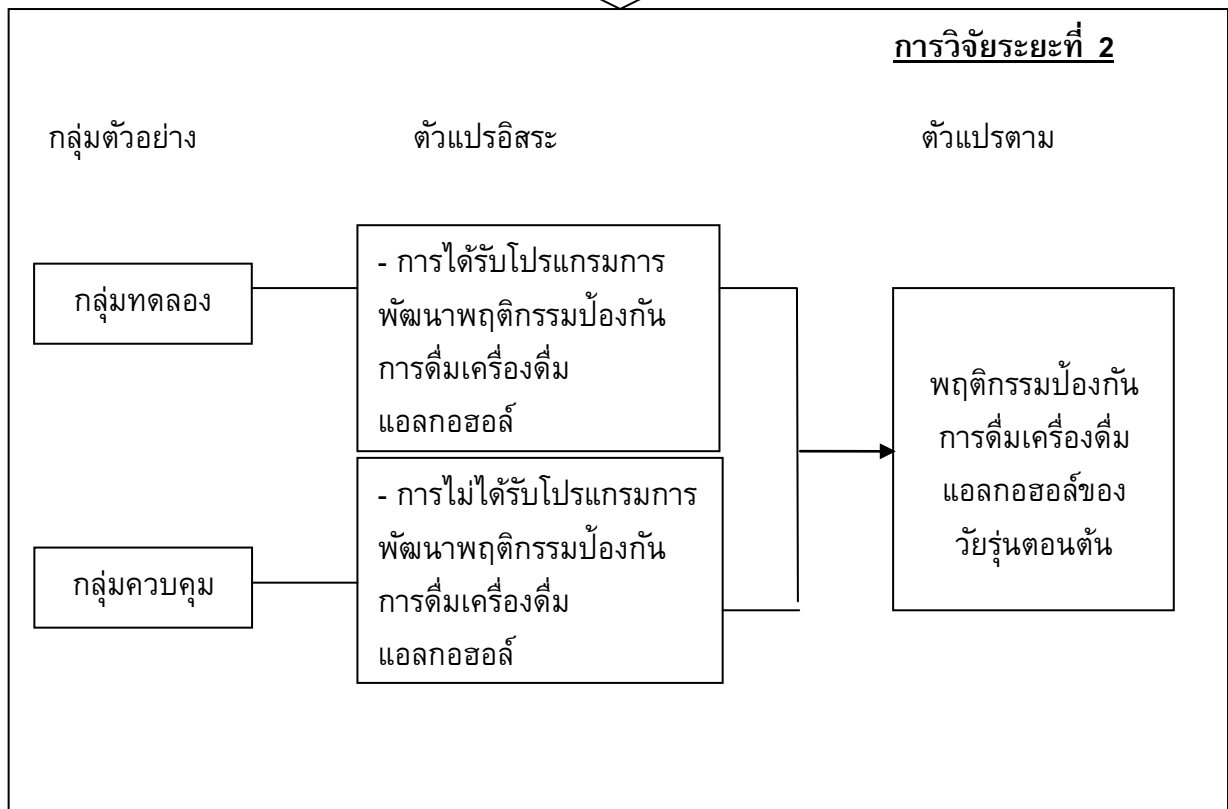 การวิจัยระยะที่ 2
กลุ่มตัวอย่าง ตัวแปรอิสระ ตัวแปรตาม
กลุ่มทดลอง
- การได้รับโปรแกรมการ
พัฒนาพฤติกรรมป้องกัน
การดื่มเครื่องดื่ม
แอลกอฮอล์
กลุ่มควบคุม
- การไม่ได้รับโปรแกรมการ
พัฒนาพฤติกรรมป้องกัน
การดื่มเครื่องดื่ม
แอลกอฮอล์
พฤติกรรมป้องกัน
การดื่มเครื่องดื่ม
แอลกอฮอล์ของ
วัยรุ่นตอนต้น